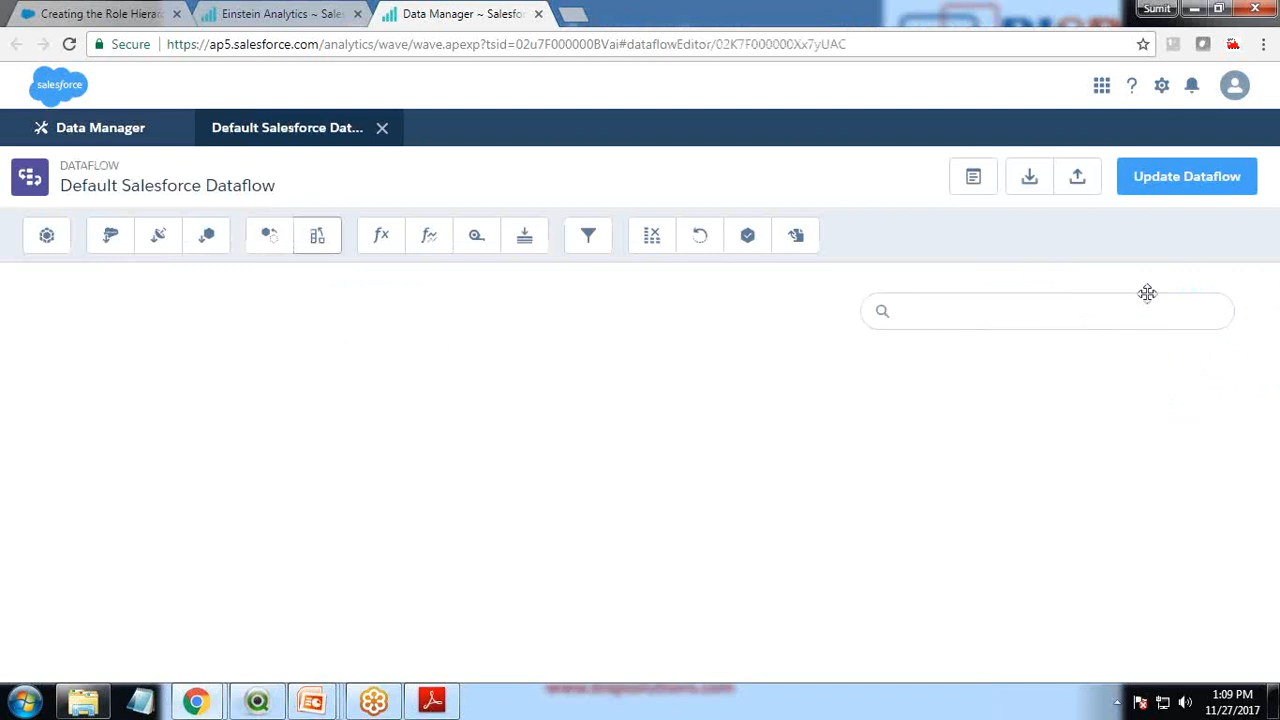 Creating the Role Hierar
Einstein Analytics ~ Sale
Data Manager ~ Salesfor
Sumit
Secure
https://ap5.salesforce.com/analytics/wave/wave.apexp?tsId=02u7F000000BVai#dataflowEditor/02K7F000000Xx7yUAC
salesforce
Data Manager
Default Salesforce Dat...
DATAFLOW
Default Salesforce Dataflow
Update Dataflow
fx
1:09 PM
11/27/2017